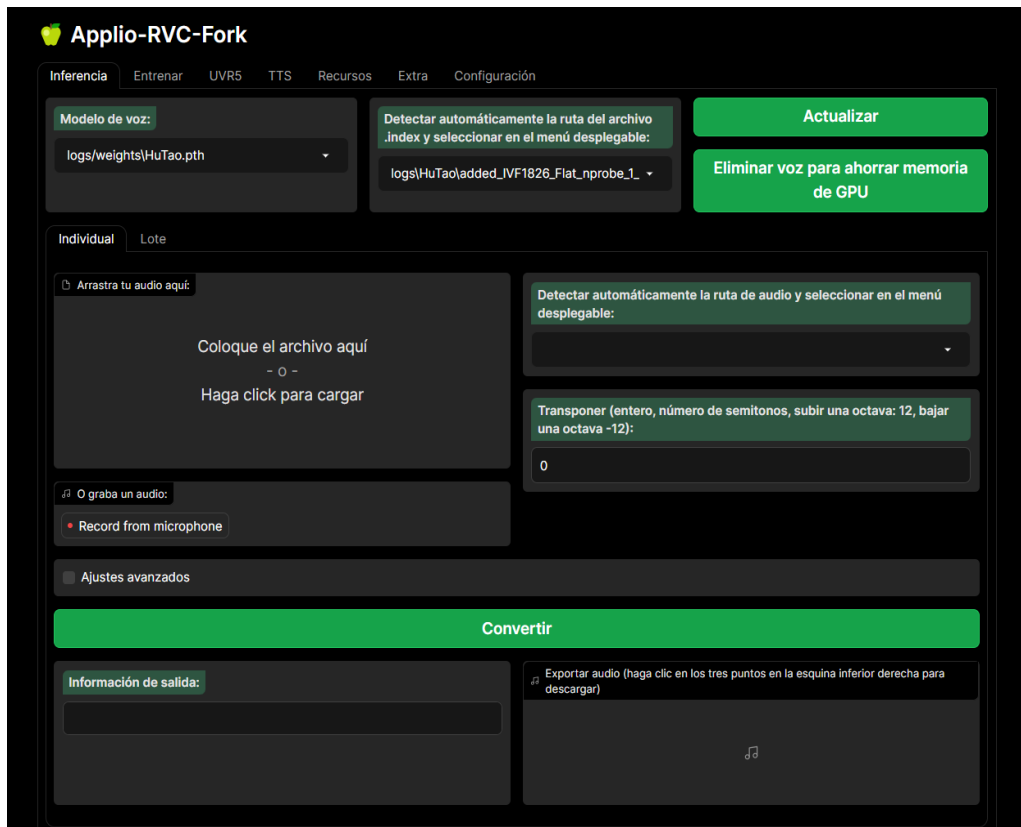 🍏 Applio-RVC-Fork
Inferencia Entrenar UVR5 TTS Recursos Extra Configuración
Modelo de voz:
logs/weights\HuTao.pth
Detectar automáticamente la ruta del archivo
.index y seleccionar en el menú desplegable:
logs\HuTao\added_IVF1826_Flat_nprobe_1_
Actualizar
Eliminar voz para ahorrar memoria
de GPU
Individual Lote
Arrastra tu audio aquí:
Coloque el archivo aquí
- o -
Haga click para cargar
Detectar automáticamente la ruta de audio y seleccionar en el menú
desplegable:
Transponer (entero, número de semitonos, subir una octava: 12, bajar
una octava -12):
0
O graba un audio:
Record from microphone
Ajustes avanzados
Convertir
Información de salida:
Exportar audio (haga clic en los tres puntos en la esquina inferior derecha para
descargar)